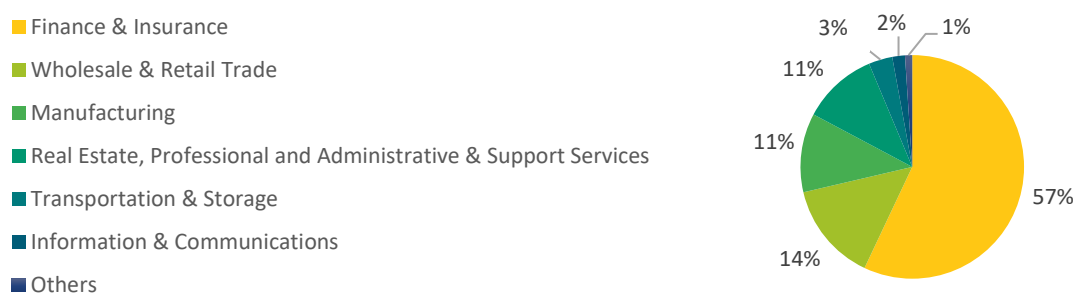 Finance & Insurance
Wholesale & Retail Trade
Manufacturing
Real Estate, Professional and Administrative & Support Services
Transportation & Storage
Information & Communications
Others
3%
2%
1%
11%
11%
57%
14%